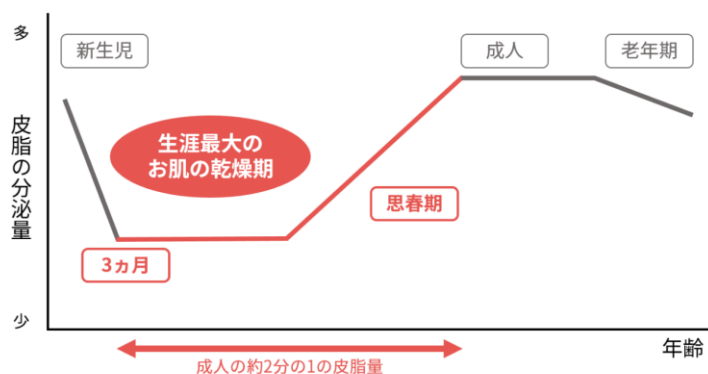 多
新生児
成人
老年期
生涯最大の
お肌の乾燥期
皮脂の分泌量
思春期
3ヵ月
少
年齢
成人の約2分の1の皮脂量